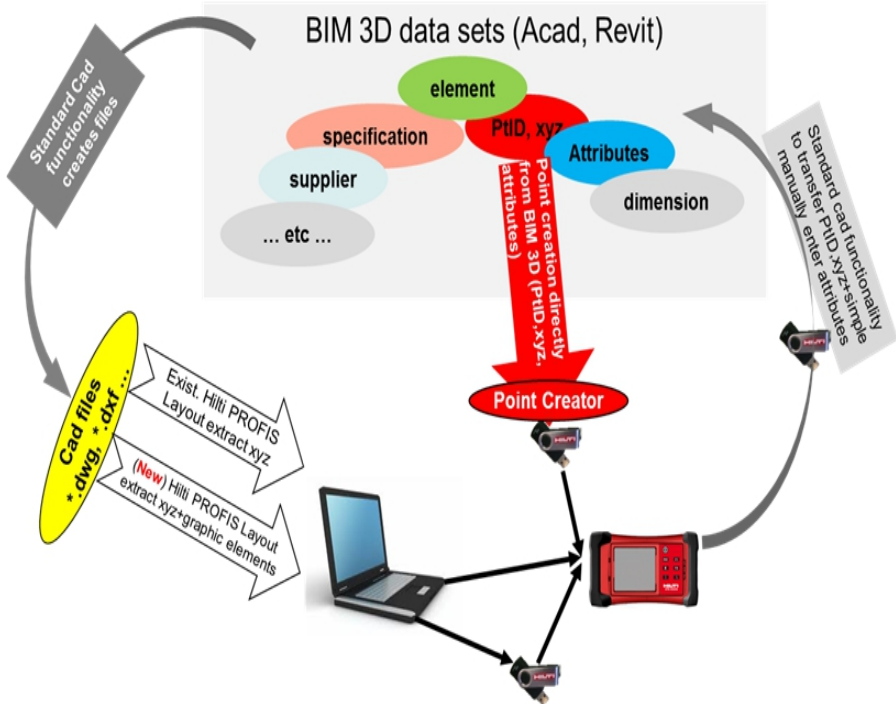 BIM 3D data sets (Acad, Revit)
element
PtID, xyz
specification
Attributes
supplier
dimension
... etc ...
Standard Cad
functionality
creates files
Point creation directly
from BIM 3D (PtID,xyz,
attributes)
Standard cad functionality
to transfer PtID,xyz+simple
manually enter attributes
Point Creator
Cad files
*.dwg, *.dxf ...
Exist. Hilti PROFIS
Layout extract xyz
(New) Hilti PROFIS Layout
extract xyz+graphic elements
HILTI
HILTI
HILTI
HILTI